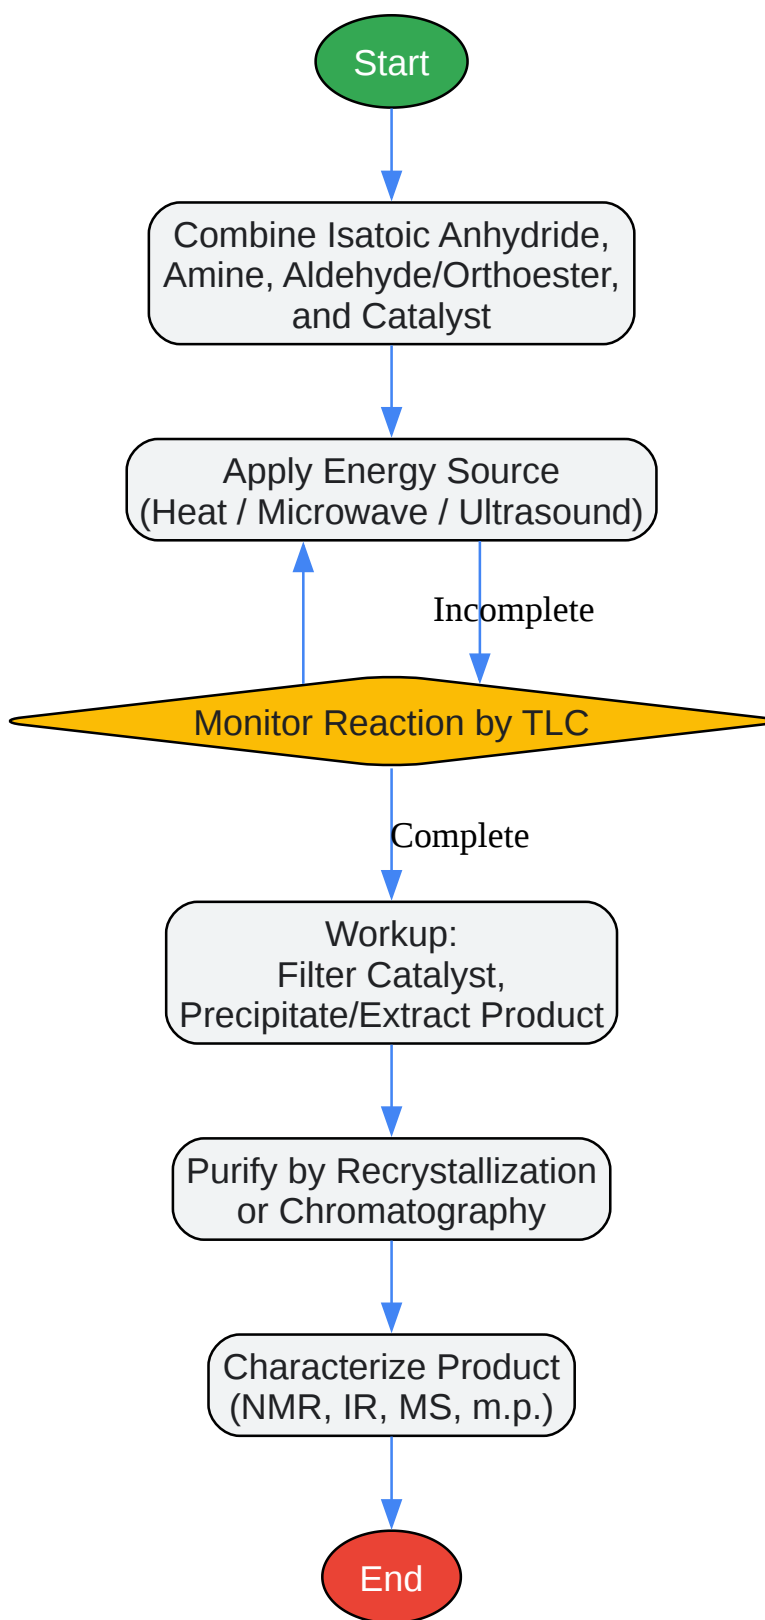 Start
Combine Isatoic Anhydride,
Amine, Aldehyde/Orthoester,
and Catalyst
Apply Energy Source
(Heat / Microwave / Ultrasound)
Incomplete
Monitor Reaction by TLC
Complete
Workup:
Filter Catalyst,
Precipitate/Extract Product
Purify by Recrystallization
or Chromatography
Characterize Product
(NMR, IR, MS, m.p.)
End